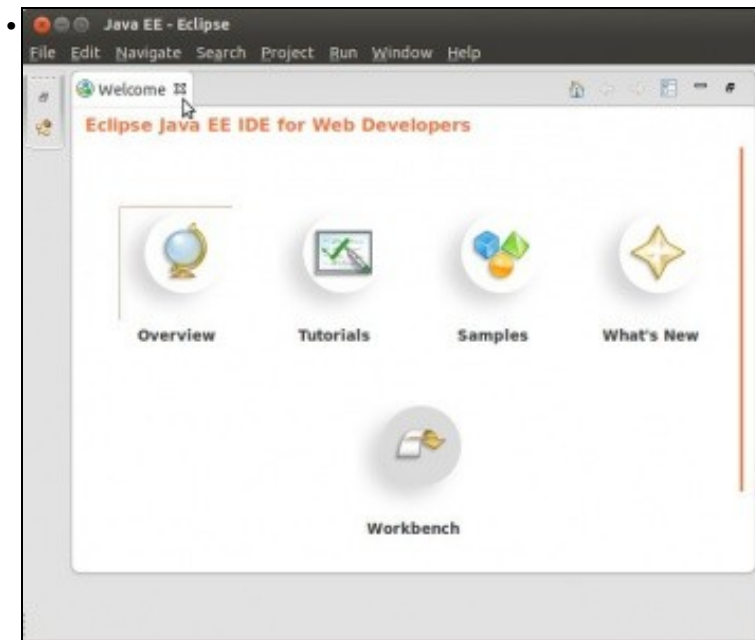 Java EE - Eclipse
File Edit Navigate Search Project Run Window Help
Welcome
Eclipse Java EE IDE for Web Developers
Overview Tutorials Samples What's New
Workbench